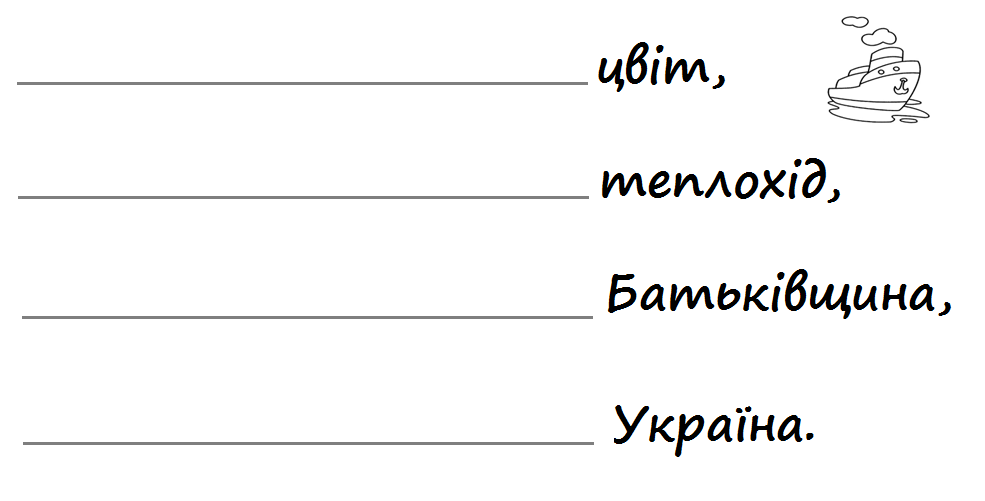 цвіт,
теплохід,
Батьківщина,
Україна.